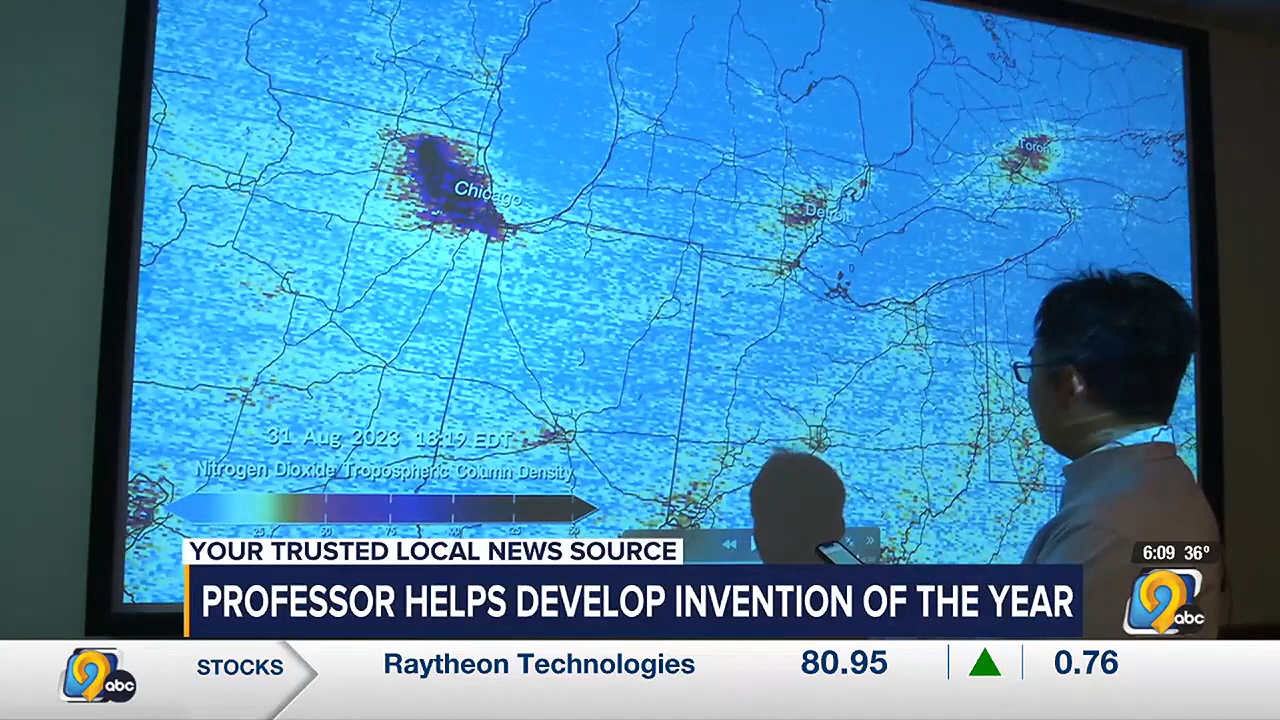 Chicago
Detroit
Toron
31 Aug 2023 18:19 EDT
Nitrogen Dioxide Tropospheric Column Density
YOUR TRUSTED LOCAL NEWS SOURCE
PROFESSOR HELPS DEVELOP INVENTION OF THE YEAR
6:09 36°
9 abc
9 abc STOCKS Raytheon Technologies 80.95 0.76